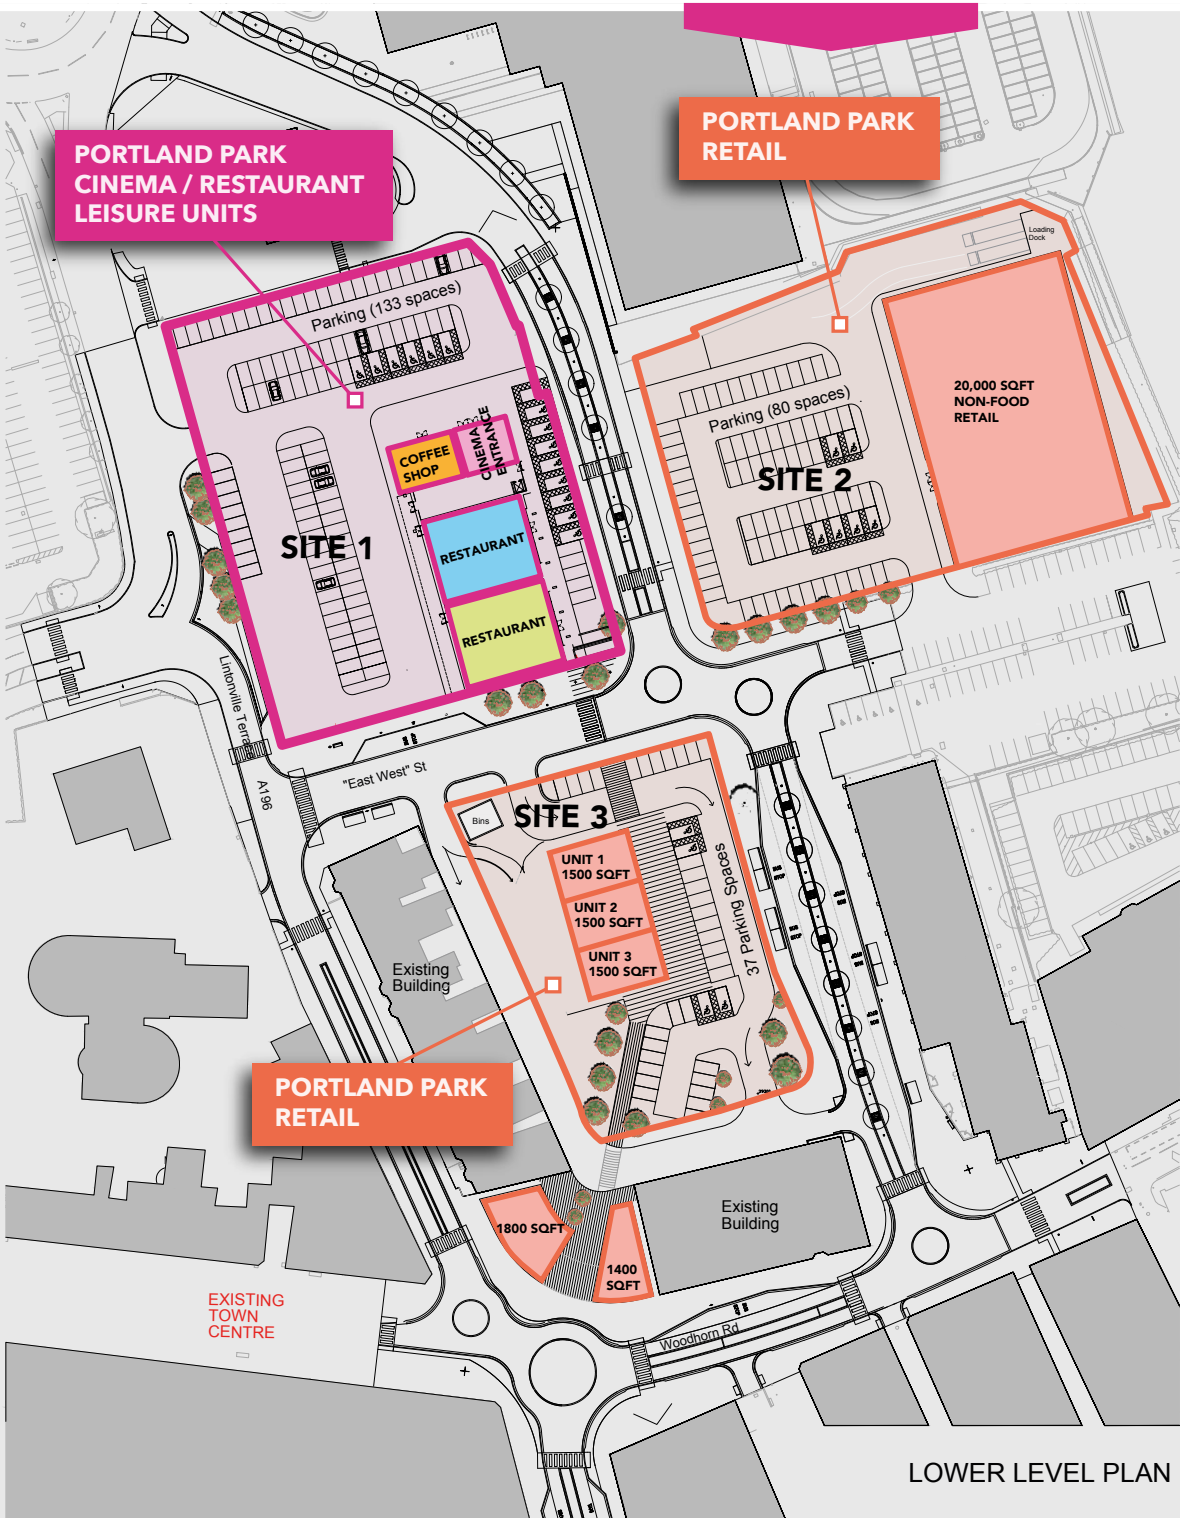 PORTLAND PARK
RETAIL
PORTLAND PARK
CINEMA / RESTAURANT
LEISURE UNITS
Loading
Dock
Parking (133 spaces)
20,000 SQFT
NON-FOOD
RETAIL
Parking (80 spaces)
CINEMA
ENTRANCE
COFFEE
SHOP
SITE 2
SITE 1
RESTAURANT
RESTAURANT
Lintonville Terrace
"East West" St
A196
Bins
SITE 3
UNIT 1
1500 SQFT
UNIT 2
1500 SQFT
UNIT 3
1500 SQFT
37 Parking Spaces
BUS
STOP
BUS
STOP
Existing
Building
PORTLAND PARK
RETAIL
1800 SQFT
Existing
Building
1400
SQFT
EXISTING
TOWN
CENTRE
Woodhorn Rd
LOWER LEVEL PLAN